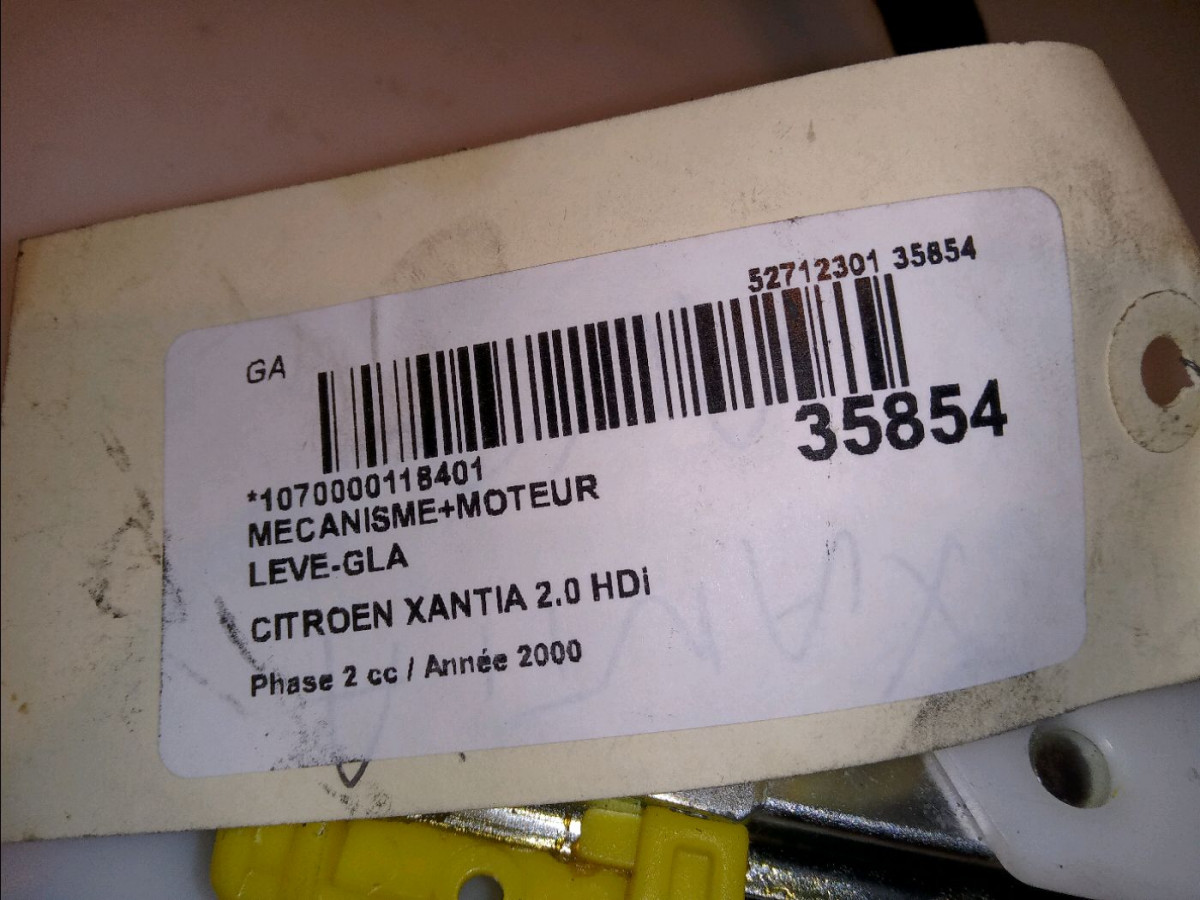 52712301 35854
GA
35854
*1070000118401
MECANISME+MOTEUR
LEVE-GLA
CITROEN XANTIA 2.0 HDi
Phase 2 cc / Année 2000